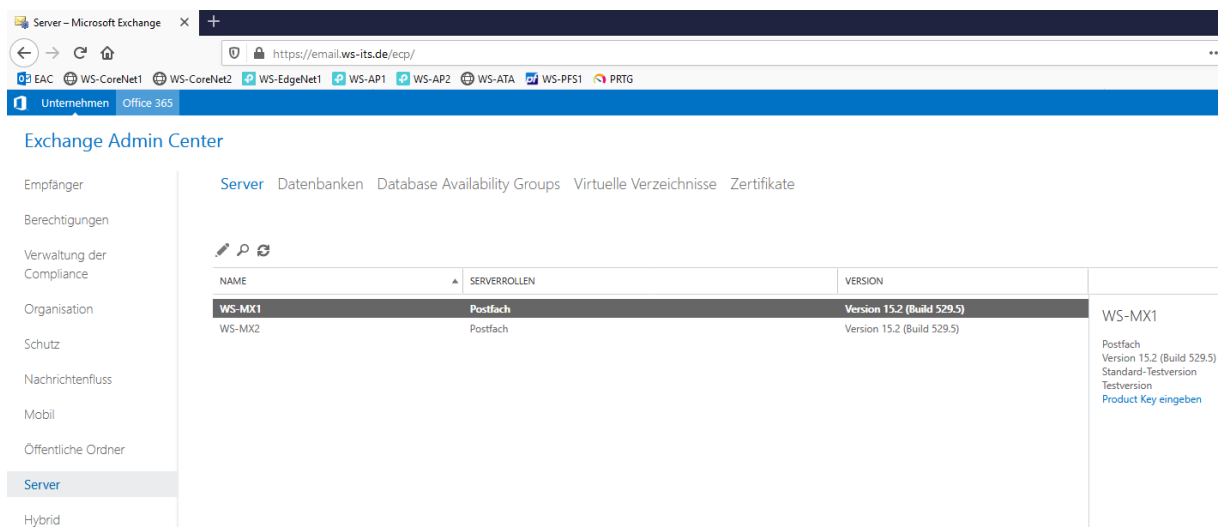 Server – Microsoft Exchange
https://email.ws-its.de/ecp/
EAC WS-CoreNet1 WS-CoreNet2 WS-EdgeNet1 WS-AP1 WS-AP2 WS-ATA WS-PFS1 PRTG
Unternehmen Office 365
Exchange Admin Center
Empfänger
Berechtigungen
Verwaltung der
Compliance
Organisation
Schutz
Nachrichtenfluss
Mobil
Öffentliche Ordner
Server
Hybrid
Server Datenbanken Database Availability Groups Virtuelle Verzeichnisse Zertifikate
NAME SERVERROLLEN VERSION
WS-MX1 Postfach Version 15.2 (Build 529.5)
WS-MX2 Postfach Version 15.2 (Build 529.5)
WS-MX1
Postfach
Version 15.2 (Build 529.5)
Standard-Testversion
Testversion
Product Key eingeben